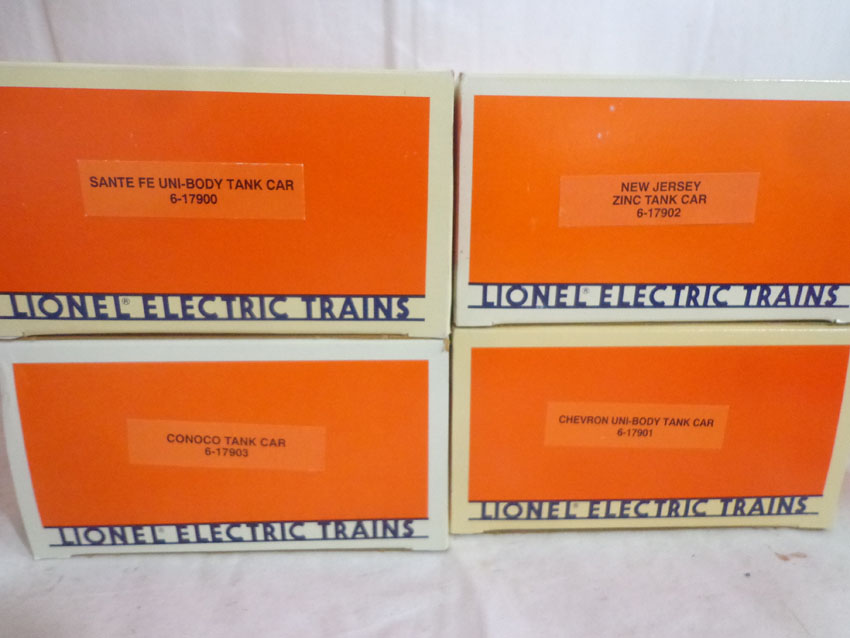 SANTE FE UNI-BODY TANK CAR
6-17900
LIONEL® ELECTRIC TRAINS
NEW JERSEY
ZINC TANK CAR
6-17902
LIONEL® ELECTRIC TRAINS
CONOCO TANK CAR
6-17903
LIONEL® ELECTRIC TRAINS
CHEVRON UNI-BODY TANK CAR
6-17901
LIONEL® ELECTRIC TRAINS